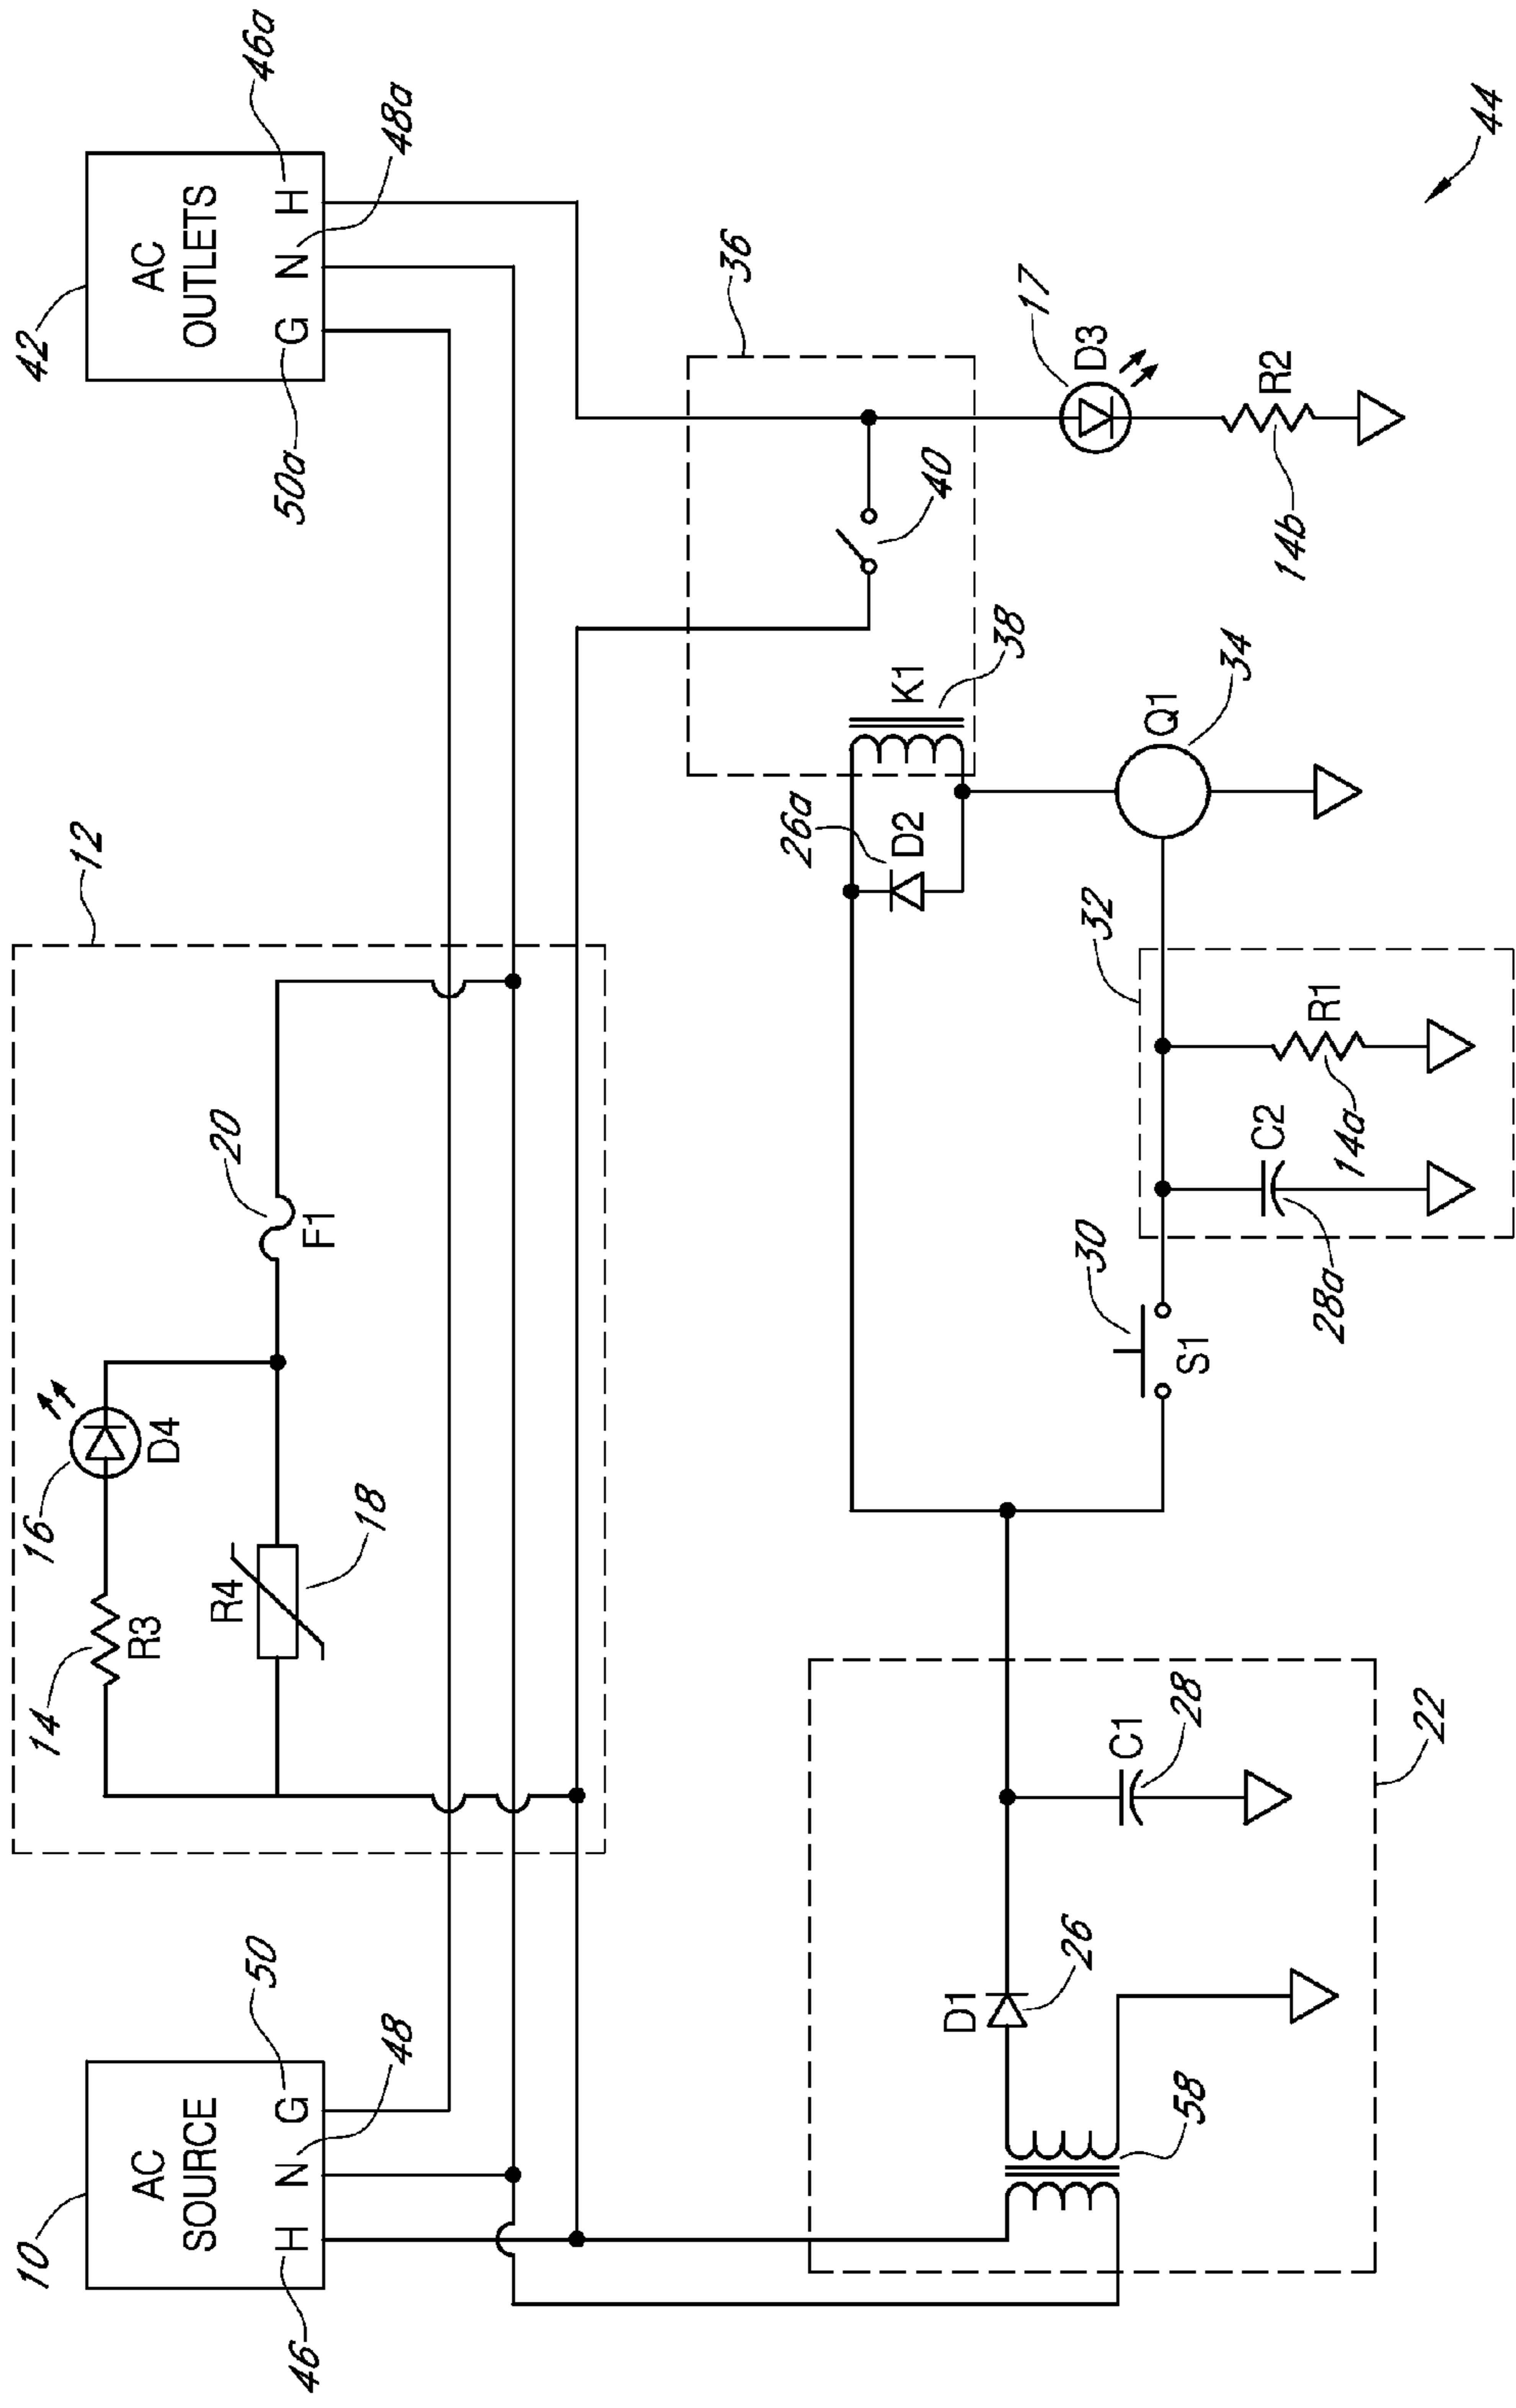 10
AC
SOURCE
H N G
46
48
50
12
14
R3
16
D4
R4
18
20
F1
42
AC
OUTLETS
G N H
50a
48a
46a
22
58
D1
26
C1
28
30
S1
32
C2
28a
R1
14a
26a
D2
K1
38
36
40
Q1
34
17
D3
R2
14b
44